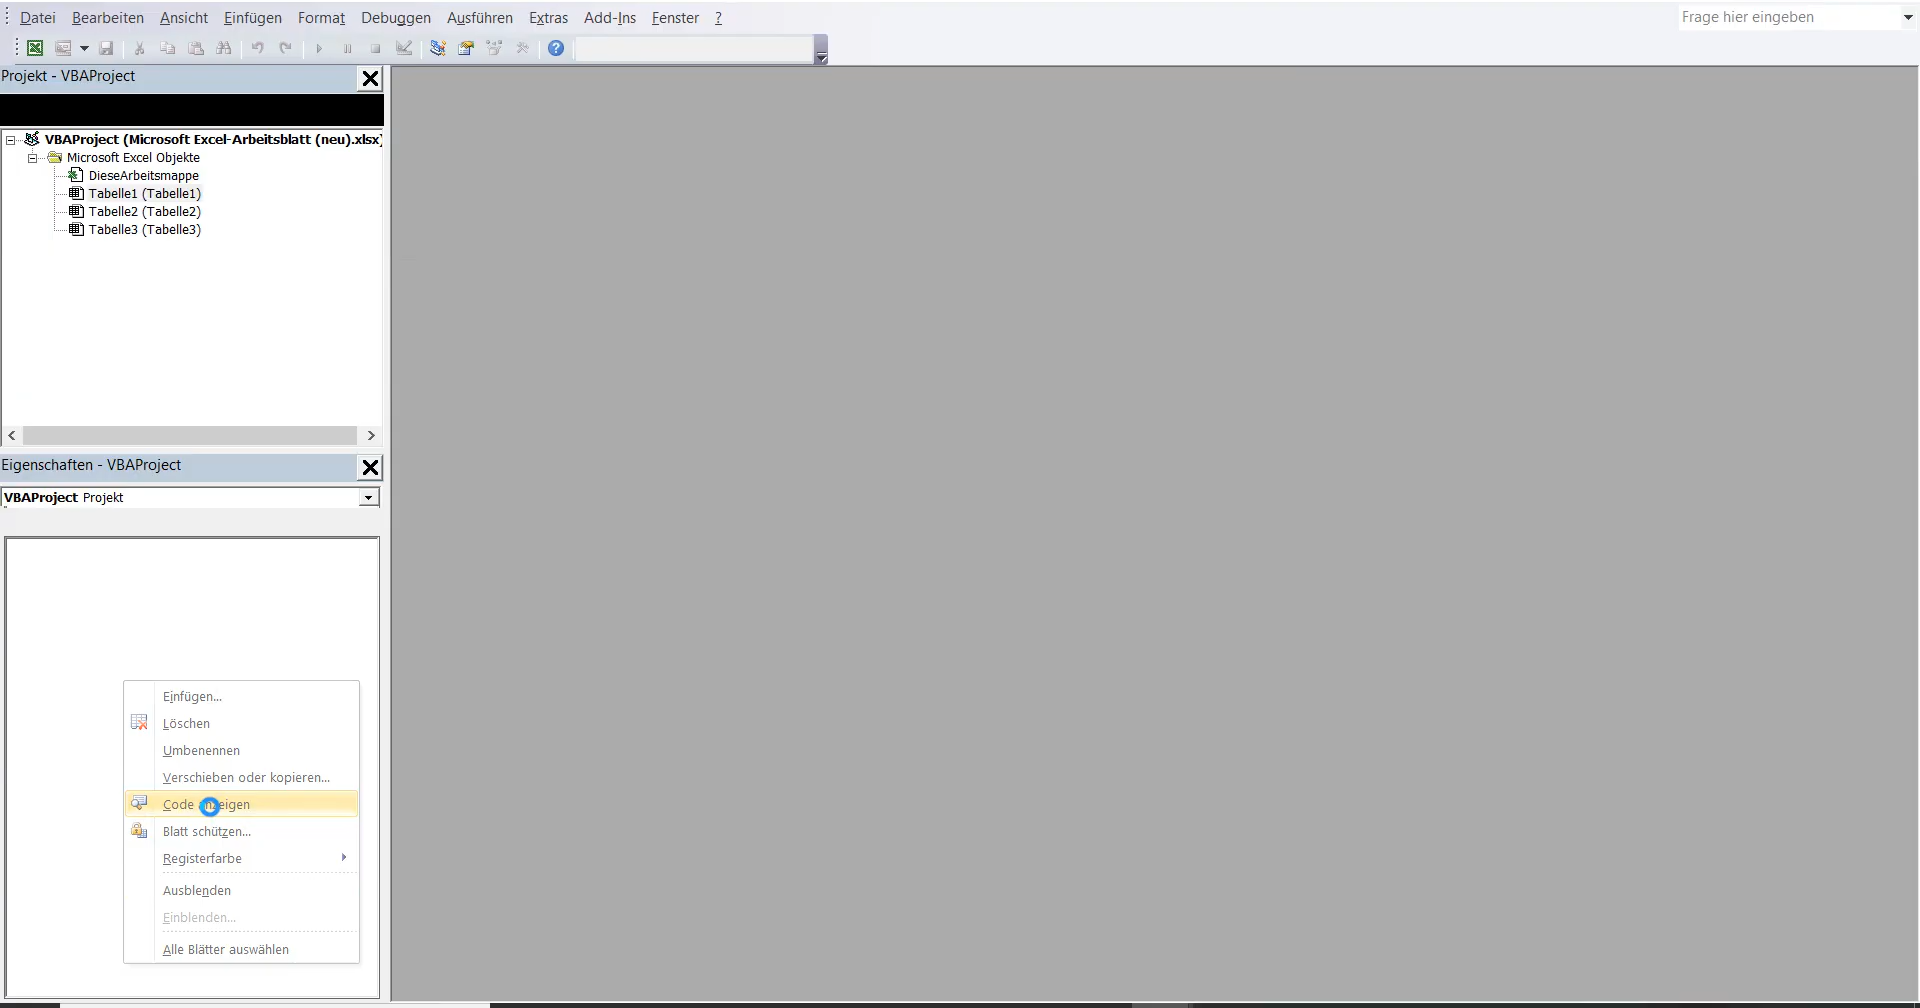 Datei Bearbeiten Ansicht Einfügen Format Debuggen Ausführen Extras Add-Ins Fenster ? Frage hier eingeben
Projekt - VBAProject
VBAProject (Microsoft Excel-Arbeitsblatt (neu).xlsx)
Microsoft Excel Objekte
DieseArbeitsmappe
Tabelle1 (Tabelle1)
Tabelle2 (Tabelle2)
Tabelle3 (Tabelle3)
Eigenschaften - VBAProject
VBAProject Projekt
Einfügen...
Löschen
Umbenennen
Verschieben oder kopieren...
Code anzeigen
Blatt schützen...
Registerfarbe
Ausblenden
Einblenden...
Alle Blätter auswählen